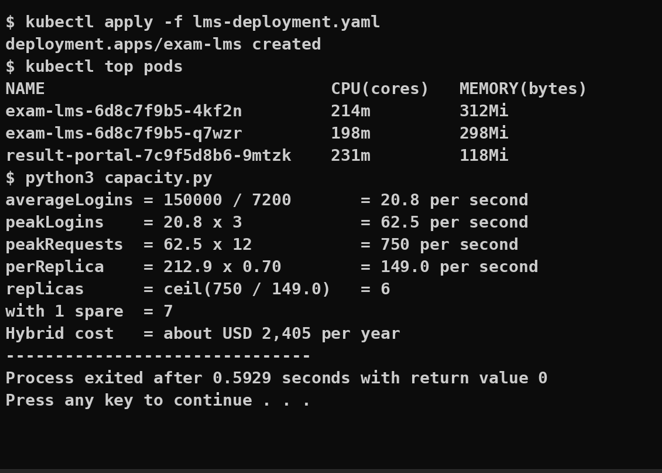 $ kubectl apply -f lms-deployment.yaml
deployment.apps/exam-lms created
$ kubectl top pods
NAME                             CPU(cores)   MEMORY(bytes)
exam-lms-6d8c7f9b5-4kf2n         214m         312Mi
exam-lms-6d8c7f9b5-q7wzr         198m         298Mi
result-portal-7c9f5d8b6-9mtzk    231m         118Mi
$ python3 capacity.py
averageLogins = 150000 / 7200       = 20.8 per second
peakLogins    = 20.8 x 3            = 62.5 per second
peakRequests  = 62.5 x 12           = 750 per second
perReplica    = 212.9 x 0.70        = 149.0 per second
replicas      = ceil(750 / 149.0)   = 6
with 1 spare  = 7
Hybrid cost   = about USD 2,405 per year
-------------------------------
Process exited after 0.5929 seconds with return value 0
Press any key to continue . . .